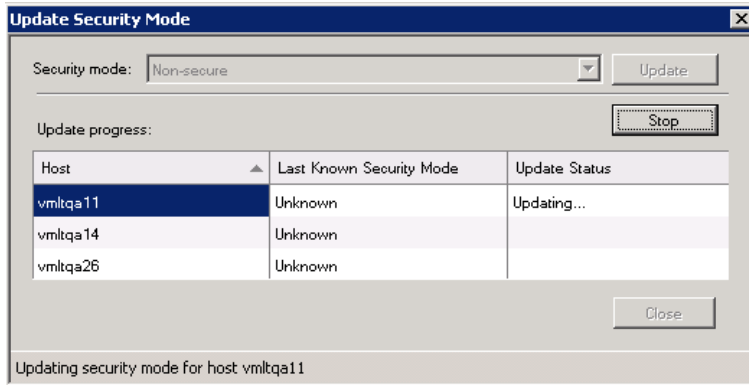 Update Security Mode
Security mode: Non-secure Update
Stop
Update progress:
Host Last Known Security Mode Update Status
vmltqa11 Unknown Updating...
vmltqa14 Unknown
vmltqa26 Unknown
Close
Updating security mode for host vmltqa11